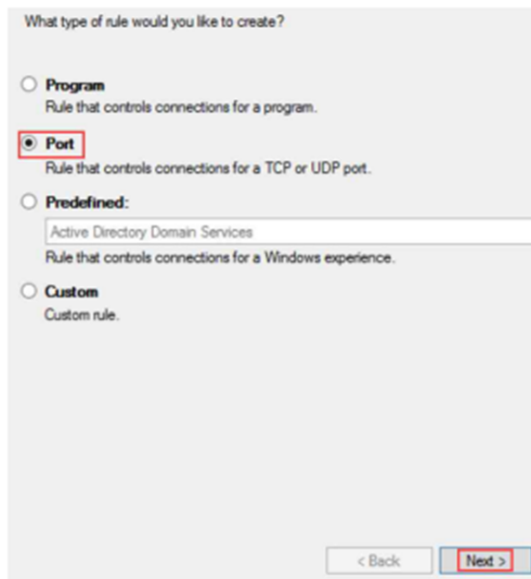 What type of rule would you like to create?
Program
Rule that controls connections for a program.
Port
Rule that controls connections for a TCP or UDP port.
Predefined:
Active Directory Domain Services
Rule that controls connections for a Windows experience.
Custom
Custom rule.
< Back
Next >